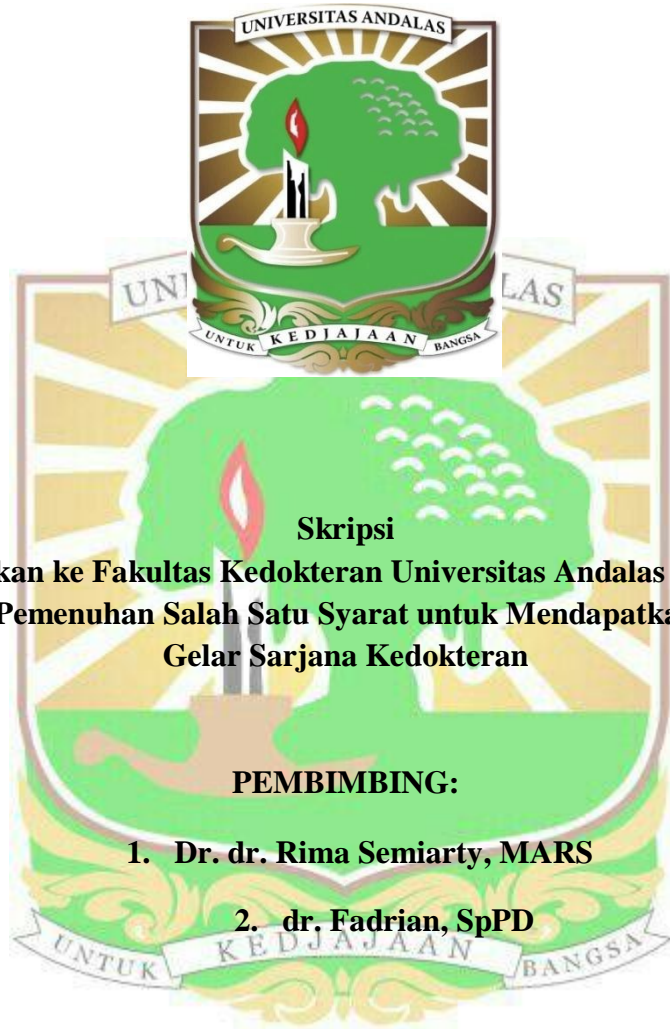 UNIVERSITAS ANDALAS
UNTUK KEDJAJAAN BANGSA
LAS
Skripsi
kan ke Fakultas Kedokteran Universitas Andalas
Pemenuhan Salah Satu Syarat untuk Mendapatka
Gelar Sarjana Kedokteran
PEMBIMBING:
1. Dr. dr. Rima Semiarty, MARS
2. dr. Fadrian, SpPD
UNTUK KEDJAJAAN BANGSA